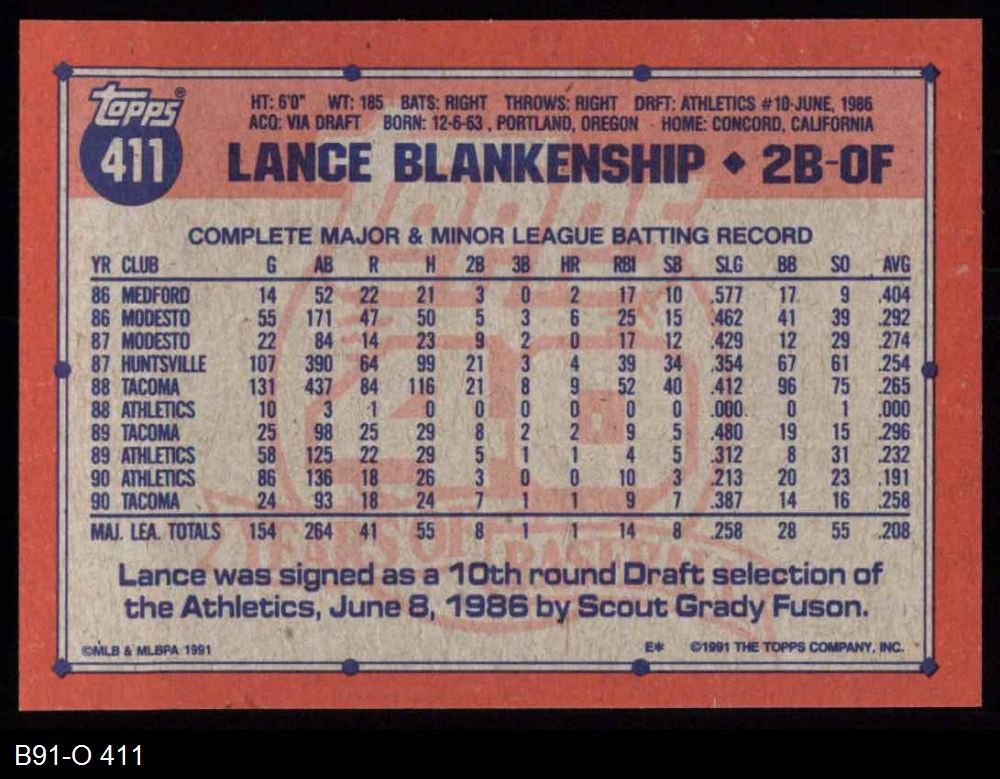 Topps®
411
HT: 6'0" WT: 185 BATS: RIGHT THROWS: RIGHT DRFT: ATHLETICS #10-JUNE, 1986
ACQ: VIA DRAFT BORN: 12-6-63, PORTLAND, OREGON HOME: CONCORD, CALIFORNIA
LANCE BLANKENSHIP ◆ 2B-OF
Topps
40
YEARS OF BASEBALL
COMPLETE MAJOR & MINOR LEAGUE BATTING RECORD
YR CLUB G AB R H 2B 3B HR RBI SB SLG BB SO AVG
86 MEDFORD 14 52 22 21 3 0 2 17 10 .577 17 9 .404
86 MODESTO 55 171 47 50 5 3 6 25 15 .462 41 39 .292
87 MODESTO 22 84 14 23 9 2 0 17 12 .429 12 29 .274
87 HUNTSVILLE 107 390 64 99 21 3 4 39 34 .354 67 61 .254
88 TACOMA 131 437 84 116 21 8 9 52 40 .412 96 75 .265
88 ATHLETICS 10 3 1 0 0 0 0 0 0 .000 0 1 .000
89 TACOMA 25 98 25 29 8 2 2 9 5 .480 19 15 .296
89 ATHLETICS 58 125 22 29 5 1 1 4 5 .312 8 31 .232
90 ATHLETICS 86 136 18 26 3 0 0 10 3 .213 20 23 .191
90 TACOMA 24 93 18 24 7 1 1 9 7 .387 14 16 .258
MAJ. LEA. TOTALS 154 264 41 55 8 1 1 14 8 .258 28 55 .208
Lance was signed as a 10th round Draft selection of
the Athletics, June 8, 1986 by Scout Grady Fuson.
©MLB & MLBPA 1991 E* ©1991 THE TOPPS COMPANY, INC.
B91-O 411